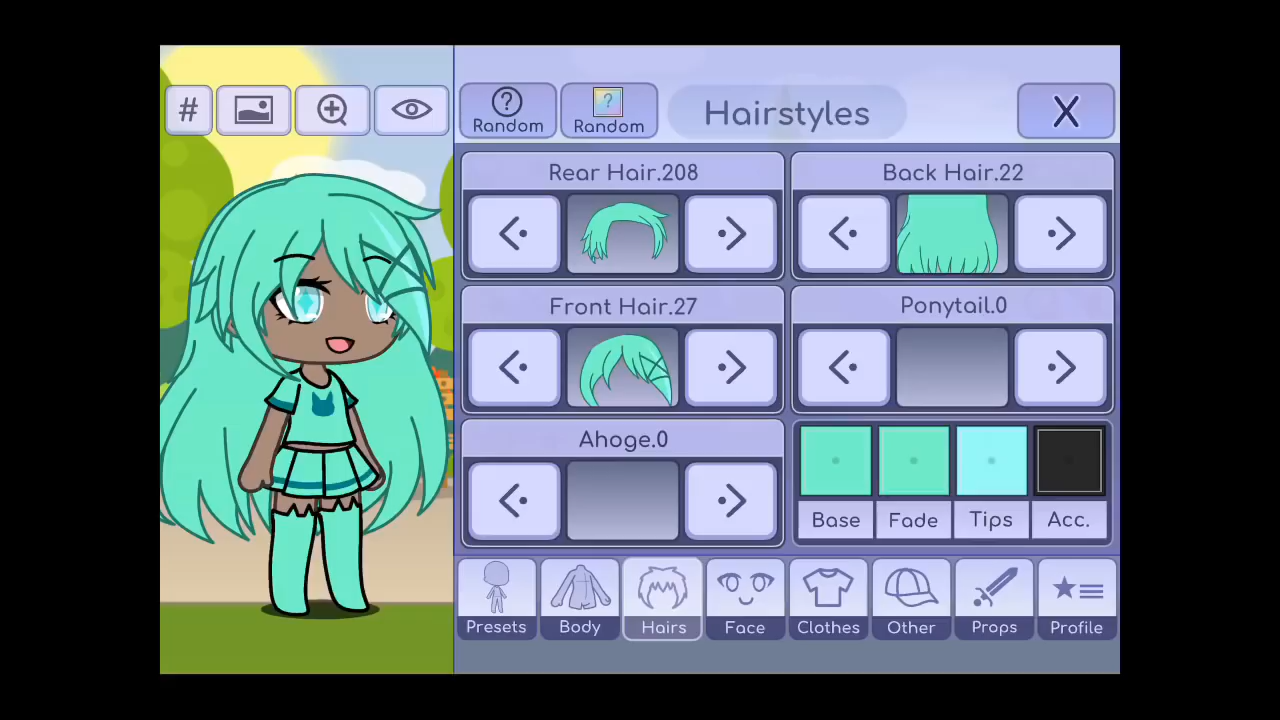 #
Random
Random
Hairstyles
X
Rear Hair.208
Back Hair.22
Front Hair.27
Ponytail.0
Ahoge.0
Base
Fade
Tips
Acc.
Presets
Body
Hairs
Face
Clothes
Other
Props
Profile